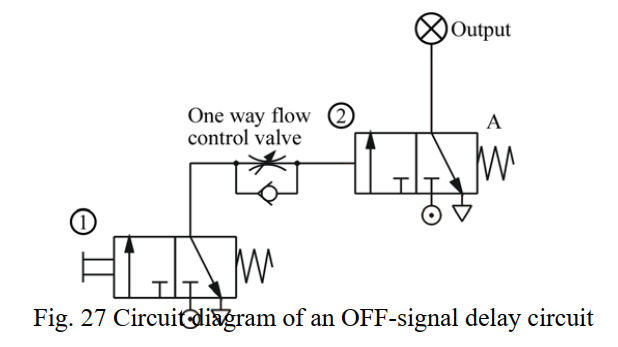 Output
One way flow
control valve
2
A
1
Fig. 27 Circuit diagram of an OFF-signal delay circuit